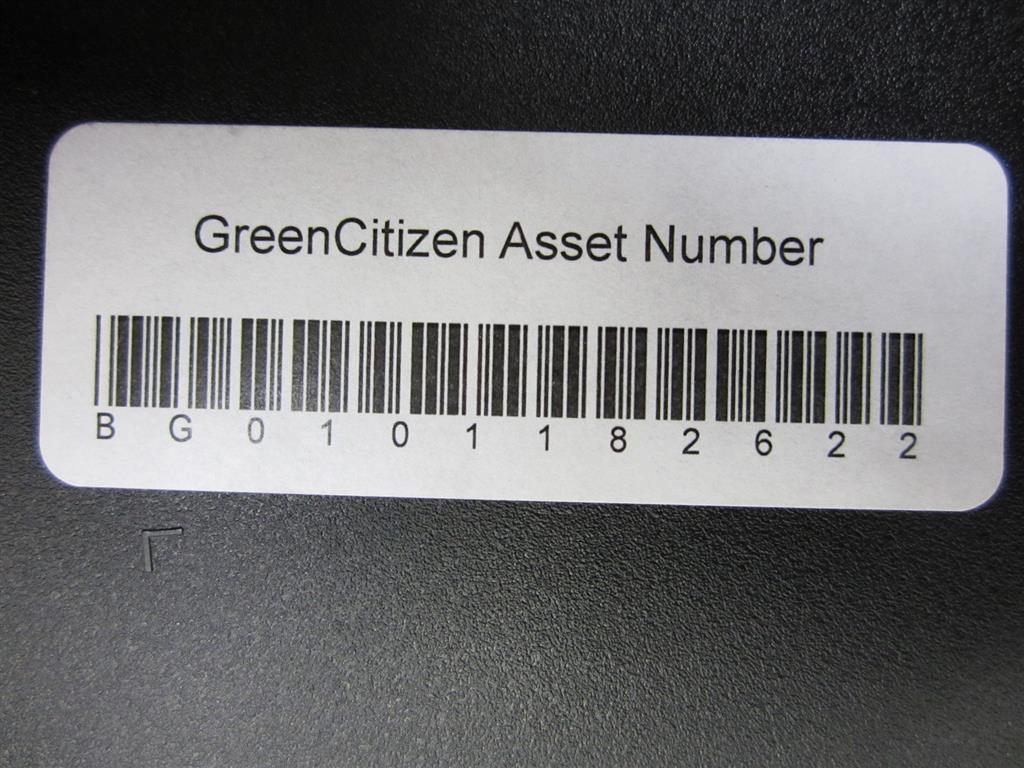 GreenCitizen Asset Number
B G 0 1 0 1 1 8 2 6 2 2